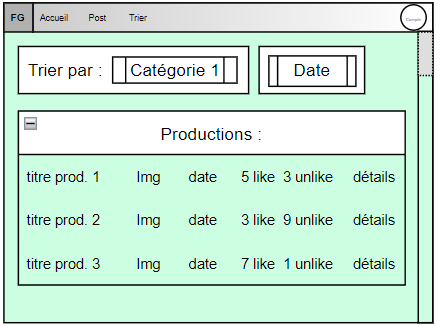 FG Accueil Post Trier Compte
Trier par : Catégorie 1 Date
Productions :
titre prod. 1 Img date 5 like 3 unlike détails
titre prod. 2 Img date 3 like 9 unlike détails
titre prod. 3 Img date 7 like 1 unlike détails